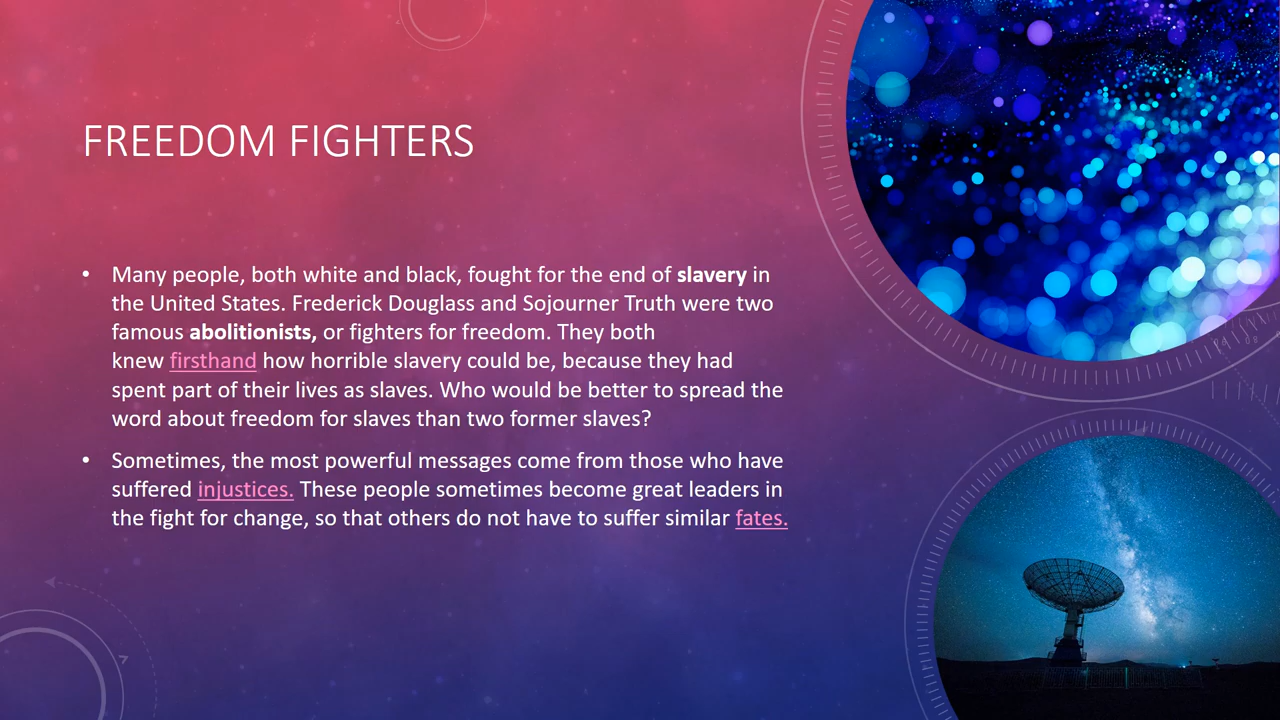 FREEDOM FIGHTERS
• Many people, both white and black, fought for the end of slavery in
the United States. Frederick Douglass and Sojourner Truth were two
famous abolitionists, or fighters for freedom. They both
knew firsthand how horrible slavery could be, because they had
spent part of their lives as slaves. Who would be better to spread the
word about freedom for slaves than two former slaves?
• Sometimes, the most powerful messages come from those who have
suffered injustices. These people sometimes become great leaders in
the fight for change, so that others do not have to suffer similar fates.